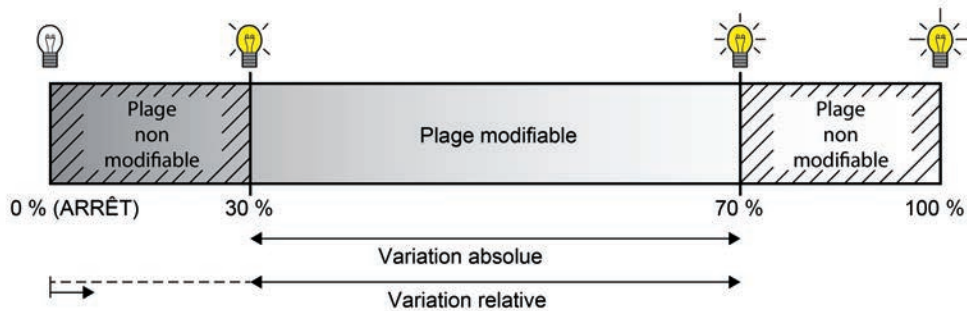 Plage
non
modifiable
Plage modifiable
Plage
non
modifiable
0 % (ARRÊT)
30 %
70 %
100 %
Variation absolue
Variation relative